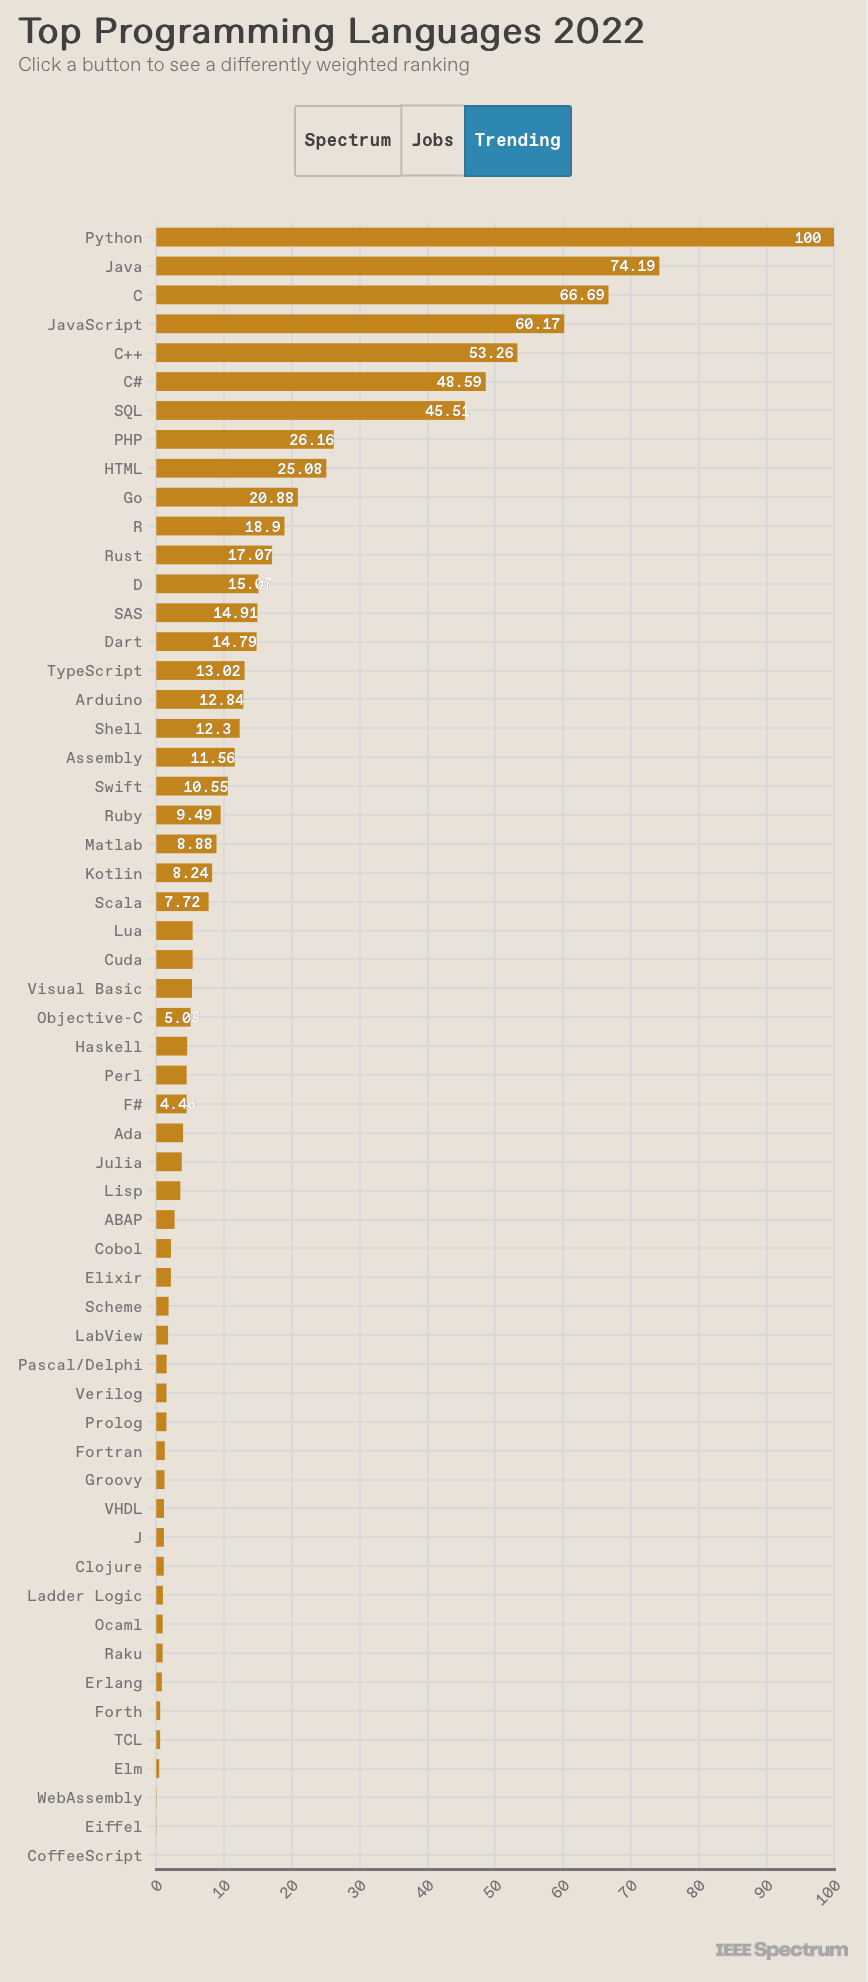 Top Programming Languages 2022
Click a button to see a differently weighted ranking
Spectrum Jobs Trending
Python 100
Java 74.19
C 66.69
JavaScript 60.17
C++ 53.26
C# 48.59
SQL 45.51
PHP 26.16
HTML 25.08
Go 20.88
R 18.9
Rust 17.07
D 15.07
SAS 14.91
Dart 14.79
TypeScript 13.02
Arduino 12.84
Shell 12.3
Assembly 11.56
Swift 10.55
Ruby 9.49
Matlab 8.88
Kotlin 8.24
Scala 7.72
Lua
Cuda
Visual Basic
Objective-C 5.05
Haskell
Perl
F# 4.46
Ada
Julia
Lisp
ABAP
Cobol
Elixir
Scheme
LabView
Pascal/Delphi
Verilog
Prolog
Fortran
Groovy
VHDL
J
Clojure
Ladder Logic
Ocaml
Raku
Erlang
Forth
TCL
Elm
WebAssembly
Eiffel
CoffeeScript
0 10 20 30 40 50 60 70 80 90 100
IEEE Spectrum